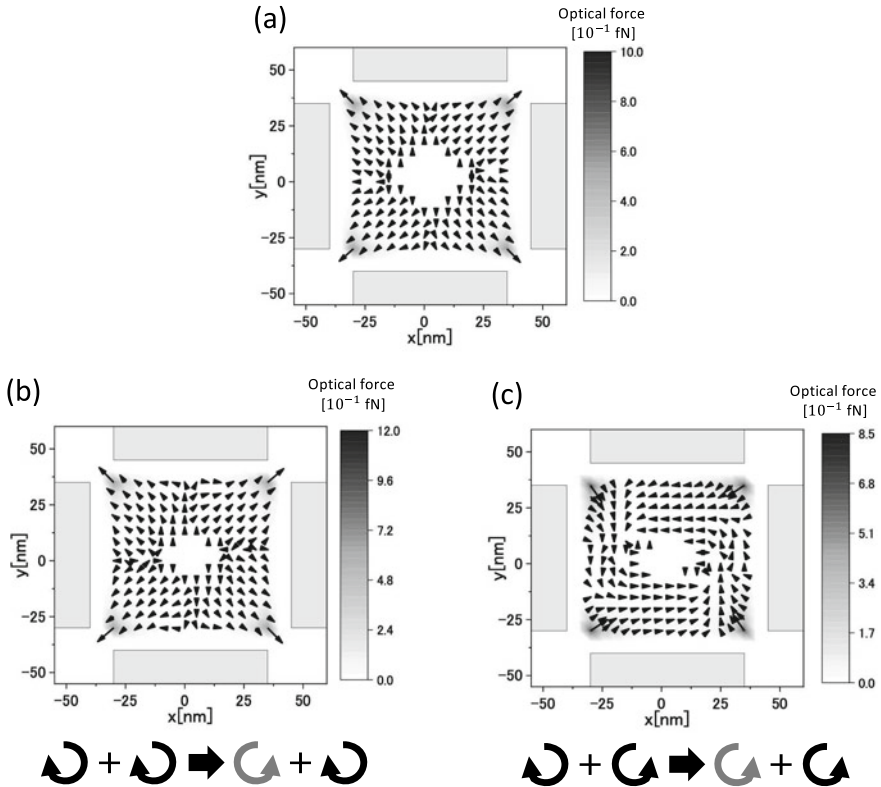 (a)
Optical force
[10⁻¹ fN]
10.0
8.0
6.0
4.0
2.0
0.0
50
25
0
−25
−50
y[nm]
−50 −25 0 25 50
x[nm]
(b)
Optical force
[10⁻¹ fN]
12.0
9.6
7.2
4.8
2.4
0.0
50
25
0
−25
−50
y[nm]
−50 −25 0 25 50
x[nm]
+ +
(c)
Optical force
[10⁻¹ fN]
8.5
6.8
5.1
3.4
1.7
0.0
50
25
0
−25
−50
y[nm]
−50 −25 0 25 50
x[nm]
+ +